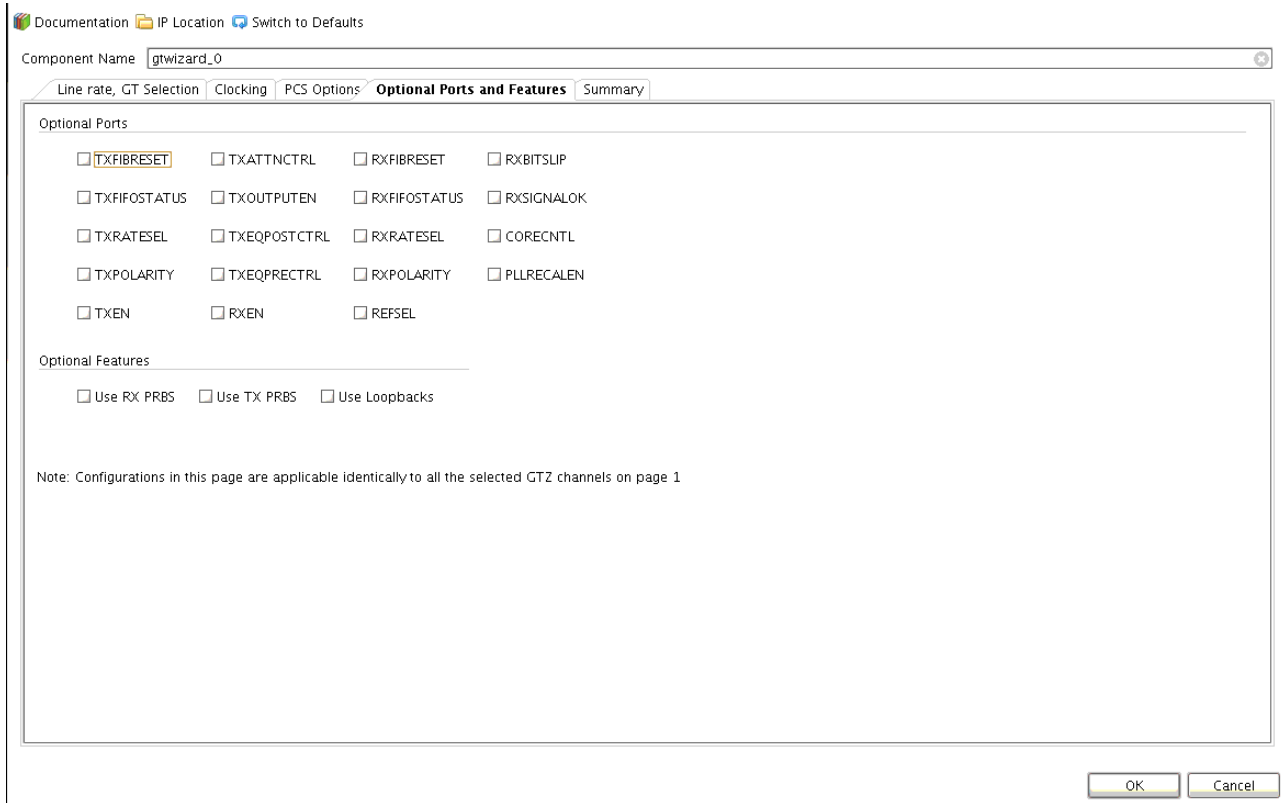 Documentation IP Location Switch to Defaults
Component Name gtwizard_0
Line rate, GT Selection Clocking PCS Options Optional Ports and Features Summary
Optional Ports
TXFIBRESET TXATTNCTRL RXFIBRESET RXBITSLIP
TXFIFOSTATUS TXOUTPUTEN RXFIFOSTATUS RXSIGNALOK
TXRATESEL TXEQPOSTCTRL RXRATESEL CORECNTL
TXPOLARITY TXEQPRECTRL RXPOLARITY PLLRECALEN
TXEN RXEN REFSEL
Optional Features
Use RX PRBS Use TX PRBS Use Loopbacks
Note: Configurations in this page are applicable identically to all the selected GTZ channels on page 1
OK Cancel